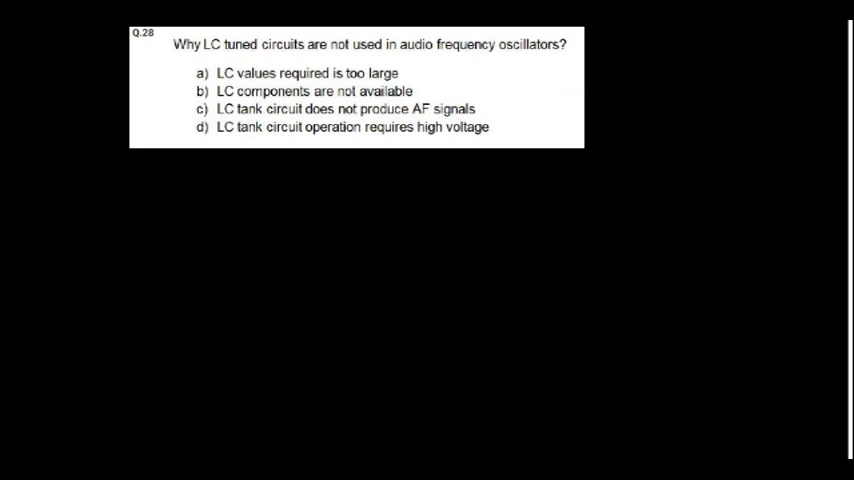 Q.28
Why LC tuned circuits are not used in audio frequency oscillators?
a) LC values required is too large
b) LC components are not available
c) LC tank circuit does not produce AF signals
d) LC tank circuit operation requires high voltage